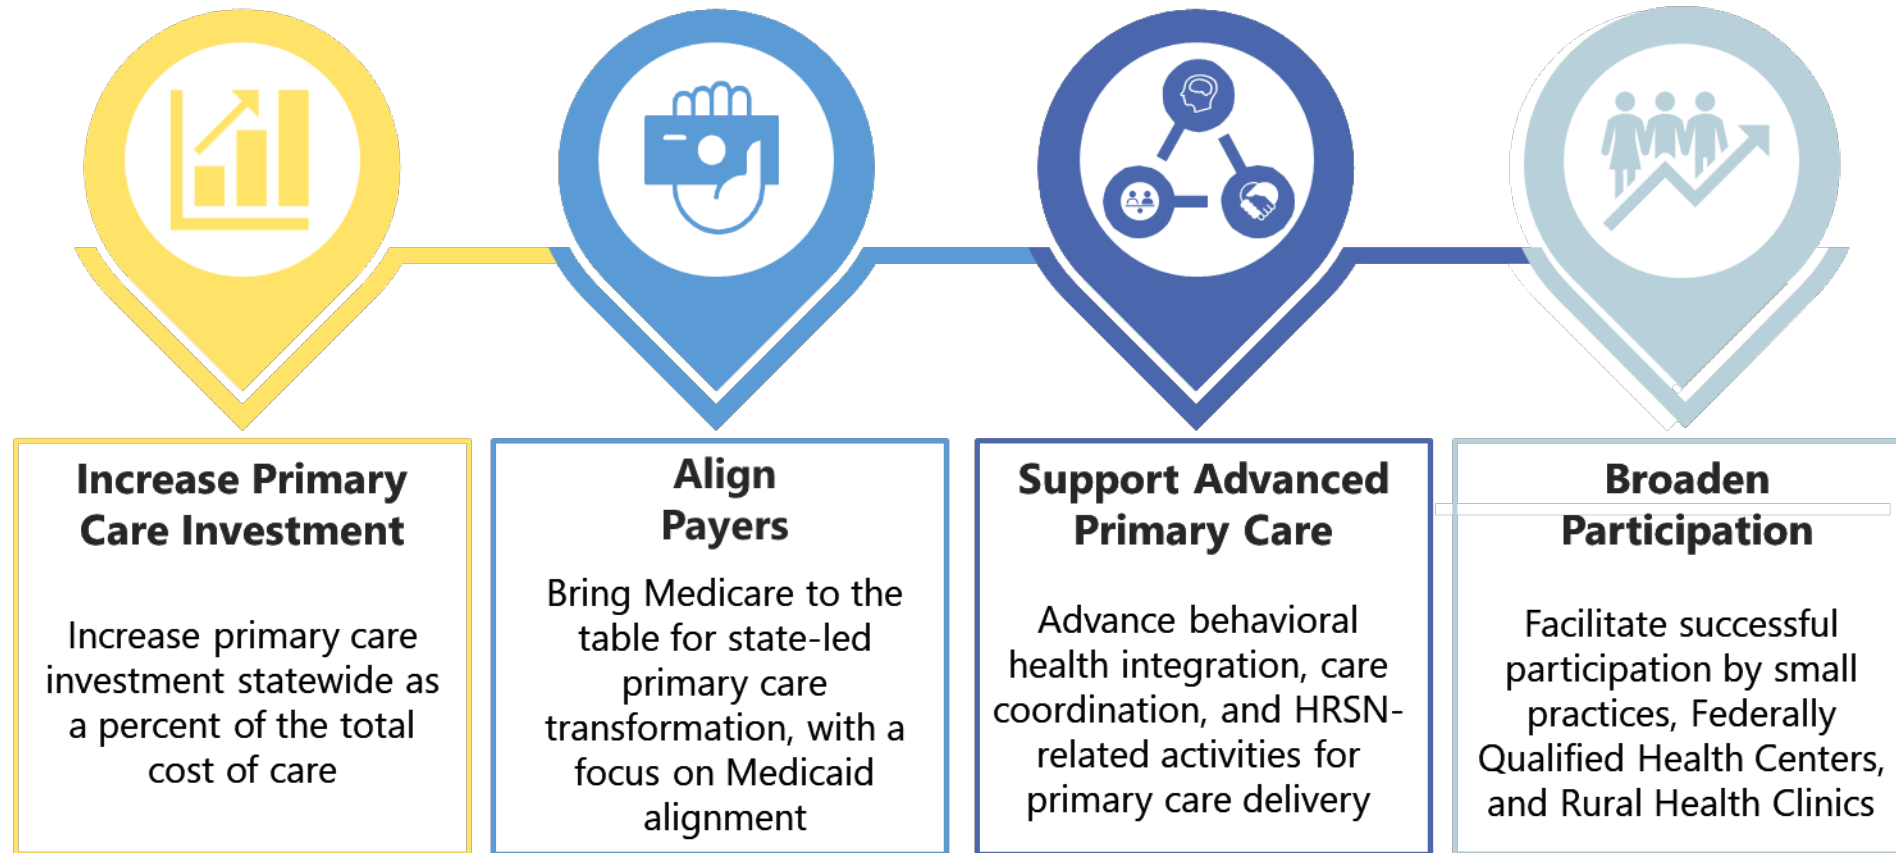 Increase Primary
Care Investment
Increase primary care
investment statewide as
a percent of the total
cost of care
Align
Payers
Bring Medicare to the
table for state-led
primary care
transformation, with a
focus on Medicaid
alignment
Support Advanced
Primary Care
Advance behavioral
health integration, care
coordination, and HRSN-
related activities for
primary care delivery
Broaden
Participation
Facilitate successful
participation by small
practices, Federally
Qualified Health Centers,
and Rural Health Clinics